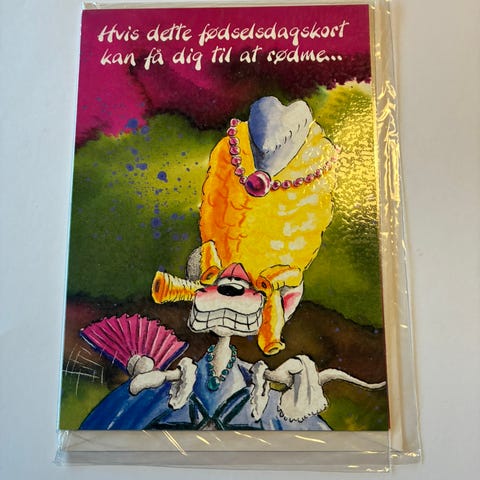 Hvis dette fødselsdagskort
kan få dig til at rødme...